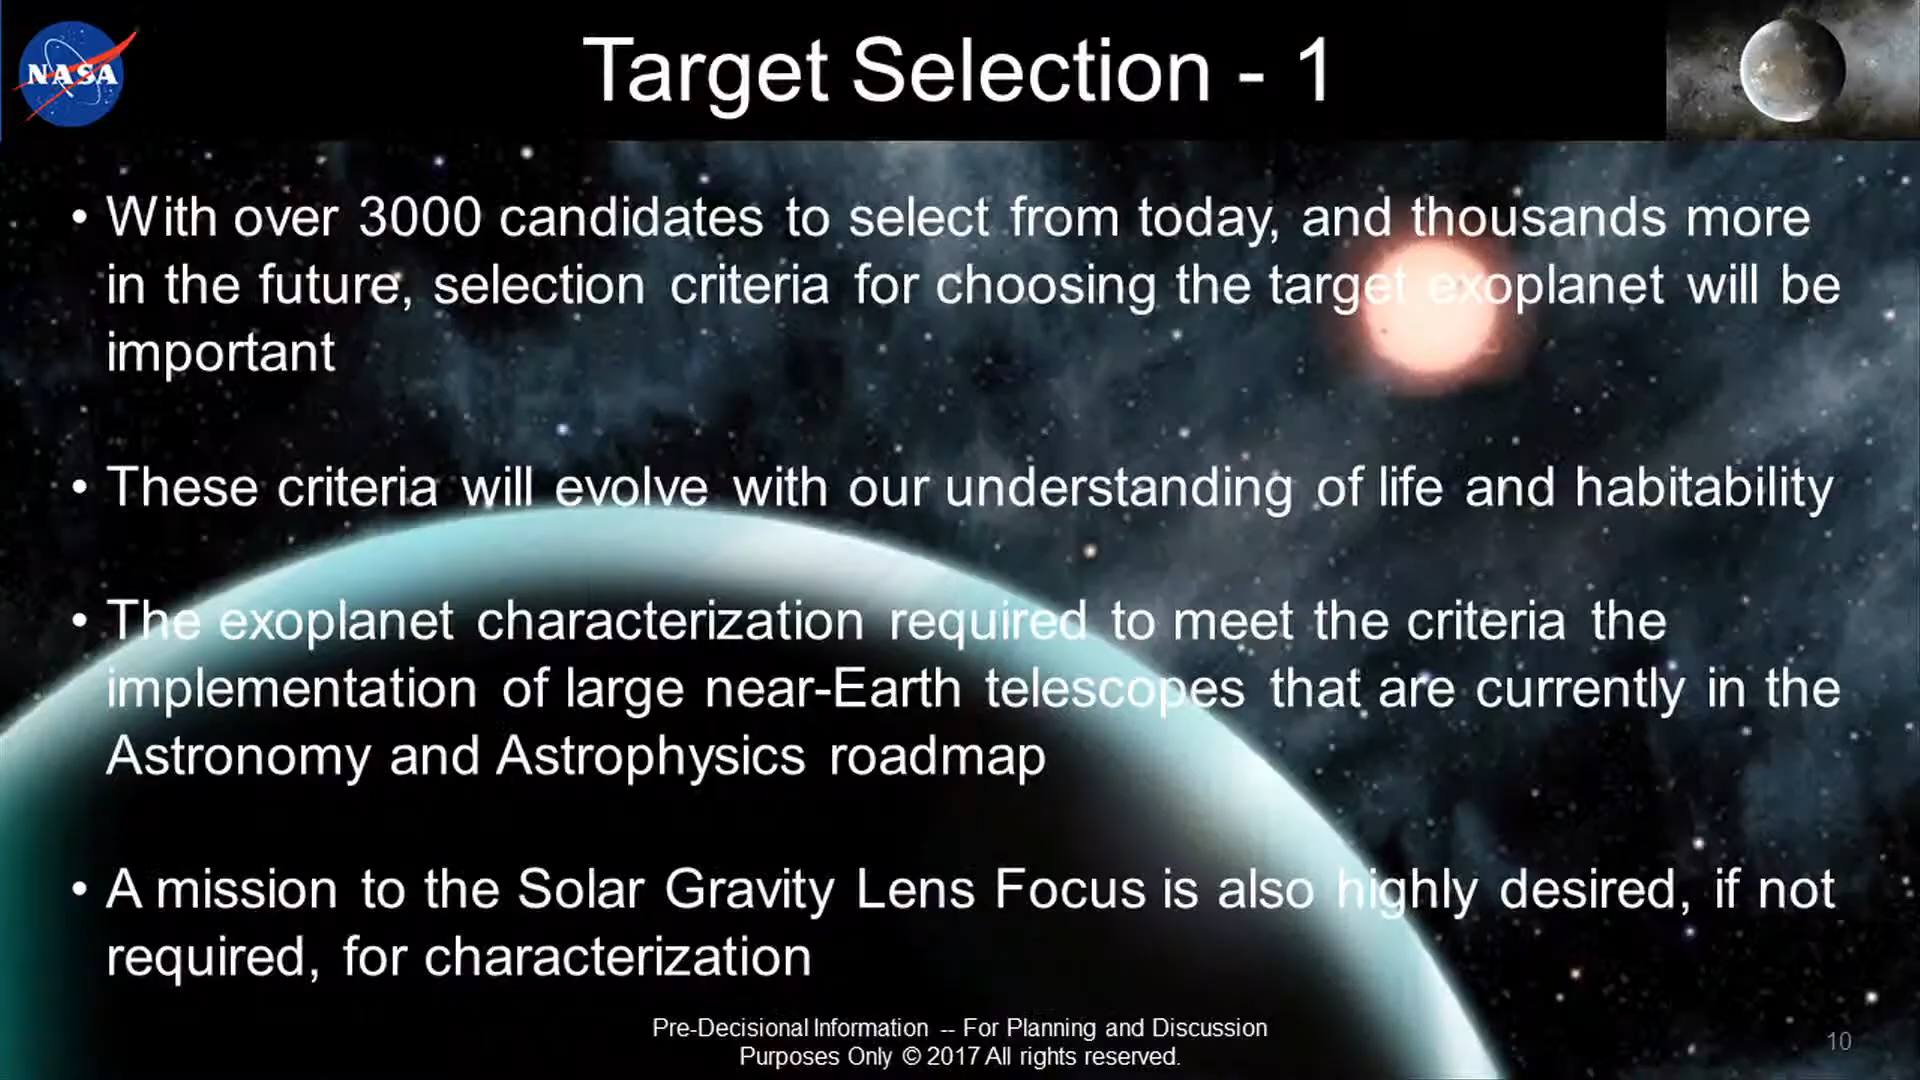 NASA
Target Selection - 1
• With over 3000 candidates to select from today, and thousands more
in the future, selection criteria for choosing the target exoplanet will be
important
• These criteria will evolve with our understanding of life and habitability
• The exoplanet characterization required to meet the criteria the
implementation of large near-Earth telescopes that are currently in the
Astronomy and Astrophysics roadmap
• A mission to the Solar Gravity Lens Focus is also highly desired, if not
required, for characterization
Pre-Decisional Information -- For Planning and Discussion
Purposes Only © 2017 All rights reserved.
10